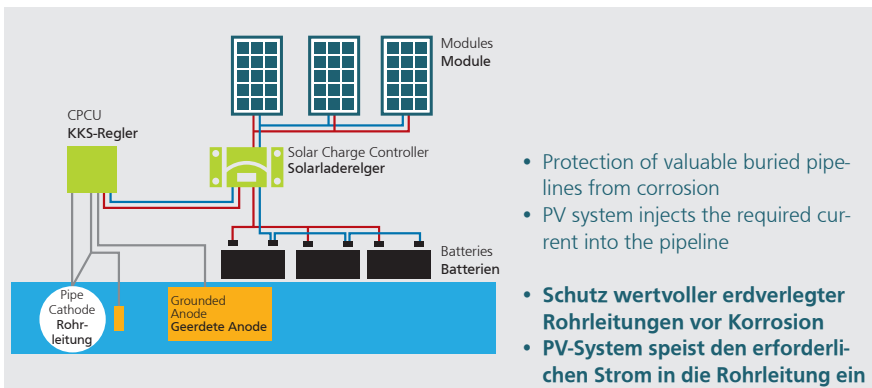 Modules
Module
CPCU
KKS-Regler
Solar Charge Controller
Solarladerelger
Batteries
Batterien
Pipe
Cathode
Rohr-
leitung
Grounded
Anode
Geerdete Anode
• Protection of valuable buried pipe-
lines from corrosion
• PV system injects the required cur-
rent into the pipeline
• Schutz wertvoller erdverlegter
Rohrleitungen vor Korrosion
• PV-System speist den erforderli-
chen Strom in die Rohrleitung ein